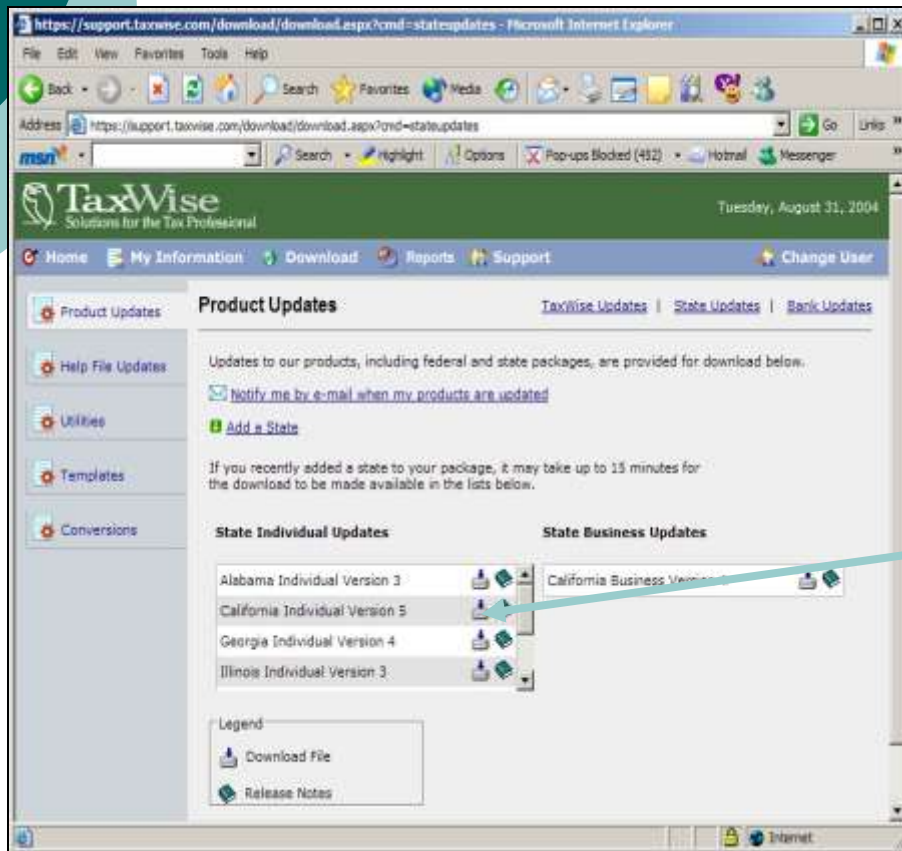 https://support.taxwise.com/download/download.aspx?cmd=stateupdates - Microsoft Internet Explorer
File Edit View Favorites Tools Help
Back Search Favorites Media
Address https://support.taxwise.com/download/download.aspx?cmd=stateupdates Go Links
msn Search Highlight Options Pop-ups Blocked (452) Hotmail Messenger
TaxWise
Solutions for the Tax Professional
Tuesday, August 31, 2004
Home My Information Download Reports Support Change User
Product Updates
Help File Updates
Utilities
Templates
Conversions
Product Updates
TaxWise Updates | State Updates | Bank Updates
Updates to our products, including federal and state packages, are provided for download below.
Notify me by e-mail when my products are updated
Add a State
If you recently added a state to your package, it may take up to 15 minutes for
the download to be made available in the lists below.
State Individual Updates
Alabama Individual Version 3
California Individual Version 5
Georgia Individual Version 4
Illinois Individual Version 3
State Business Updates
California Business Version
Legend
Download File
Release Notes
Internet